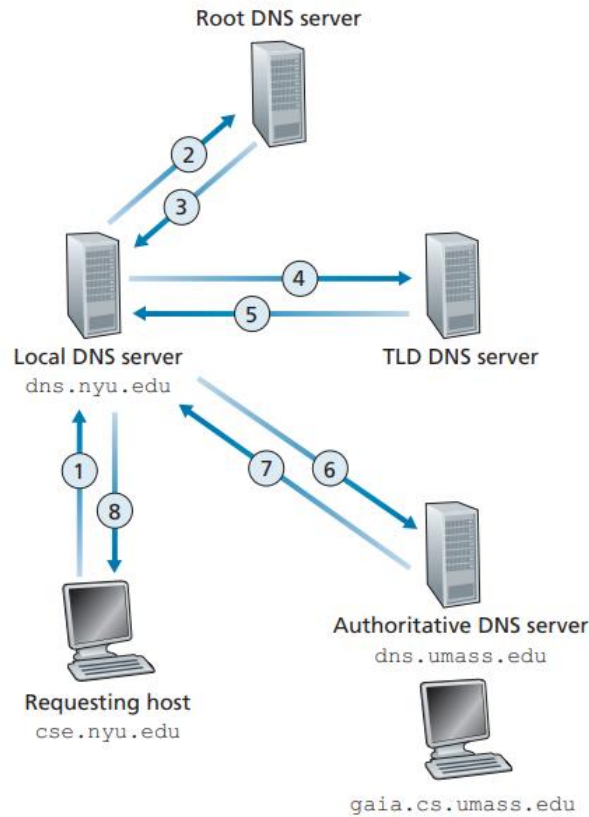 Root DNS server
2
3
4
5
Local DNS server
dns.nyu.edu
TLD DNS server
1
8
7
6
Authoritative DNS server
dns.umass.edu
Requesting host
cse.nyu.edu
gaia.cs.umass.edu